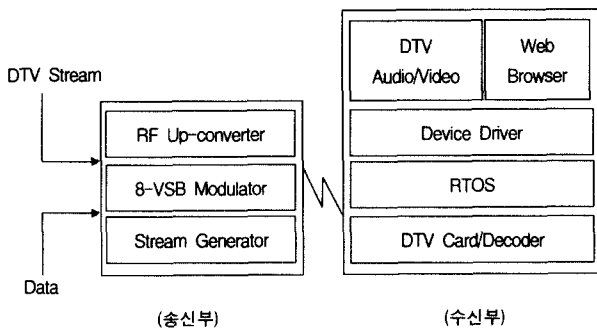 DTV Stream
Data
RF Up-converter
8-VSB Modulator
Stream Generator
(송신부)
DTV
Audio/Video
Web
Browser
Device Driver
RTOS
DTV Card/Decoder
(수신부)